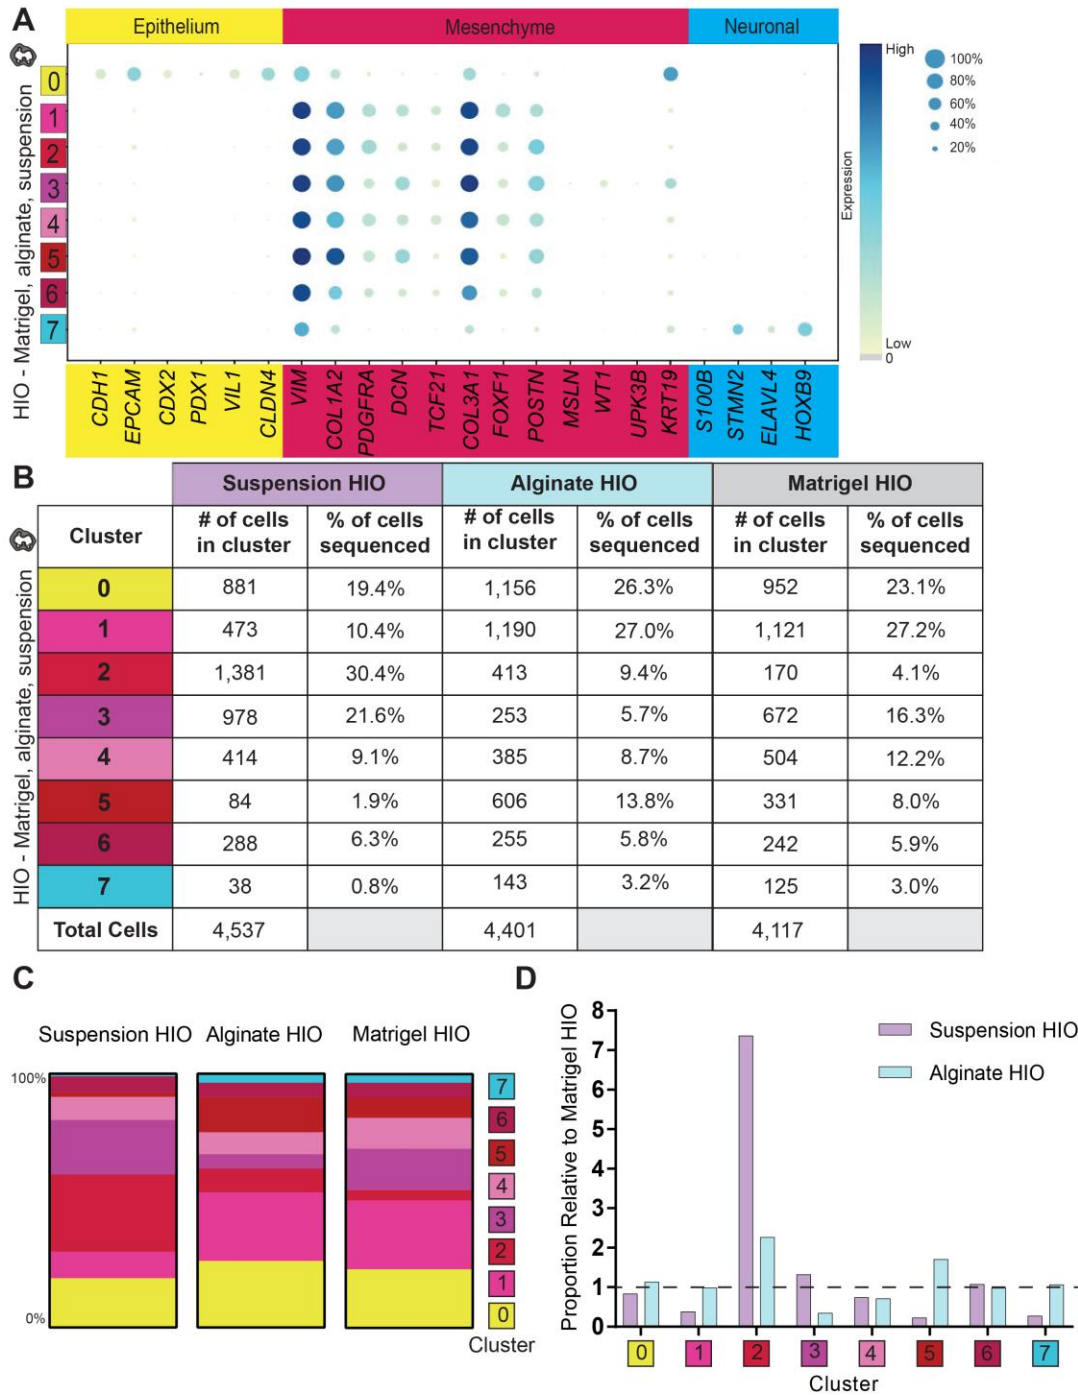 A
Epithelium Mesenchyme Neuronal
HIO - Matrigel, alginate, suspension
0
1
2
3
4
5
6
7
High
Low
0
Expression
100%
80%
60%
40%
20%
CDH1
EPCAM
CDX2
PDX1
VIL1
CLDN4
VIM
COL1A2
PDGFRA
DCN
TCF21
COL3A1
FOXF1
POSTN
MSLN
WT1
UPK3B
KRT19
S100B
STMN2
ELAVL4
HOXB9
B
HIO - Matrigel, alginate, suspension
Suspension HIO Alginate HIO Matrigel HIO
Cluster # of cells in cluster % of cells sequenced # of cells in cluster % of cells sequenced # of cells in cluster % of cells sequenced
0 881 19.4% 1,156 26.3% 952 23.1%
1 473 10.4% 1,190 27.0% 1,121 27.2%
2 1,381 30.4% 413 9.4% 170 4.1%
3 978 21.6% 253 5.7% 672 16.3%
4 414 9.1% 385 8.7% 504 12.2%
5 84 1.9% 606 13.8% 331 8.0%
6 288 6.3% 255 5.8% 242 5.9%
7 38 0.8% 143 3.2% 125 3.0%
Total Cells 4,537 4,401 4,117
C
Suspension HIO Alginate HIO Matrigel HIO
100%
0%
7
6
5
4
3
2
1
0
Cluster
D
Proportion Relative to Matrigel HIO
8
7
6
5
4
3
2
1
0
Suspension HIO
Alginate HIO
0 1 2 3 4 5 6 7
Cluster